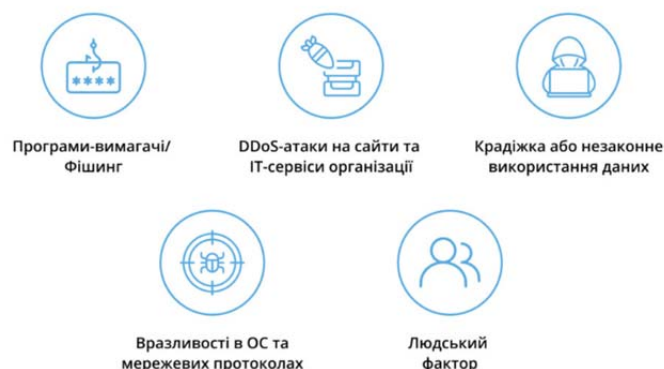 ****
Програми-вимагачі/
Фішинг
DDoS-атаки на сайти та
ІТ-сервіси організації
Крадіжка або незаконне
використання даних
Вразливості в ОС та
мережевих протоколах
Людський
фактор